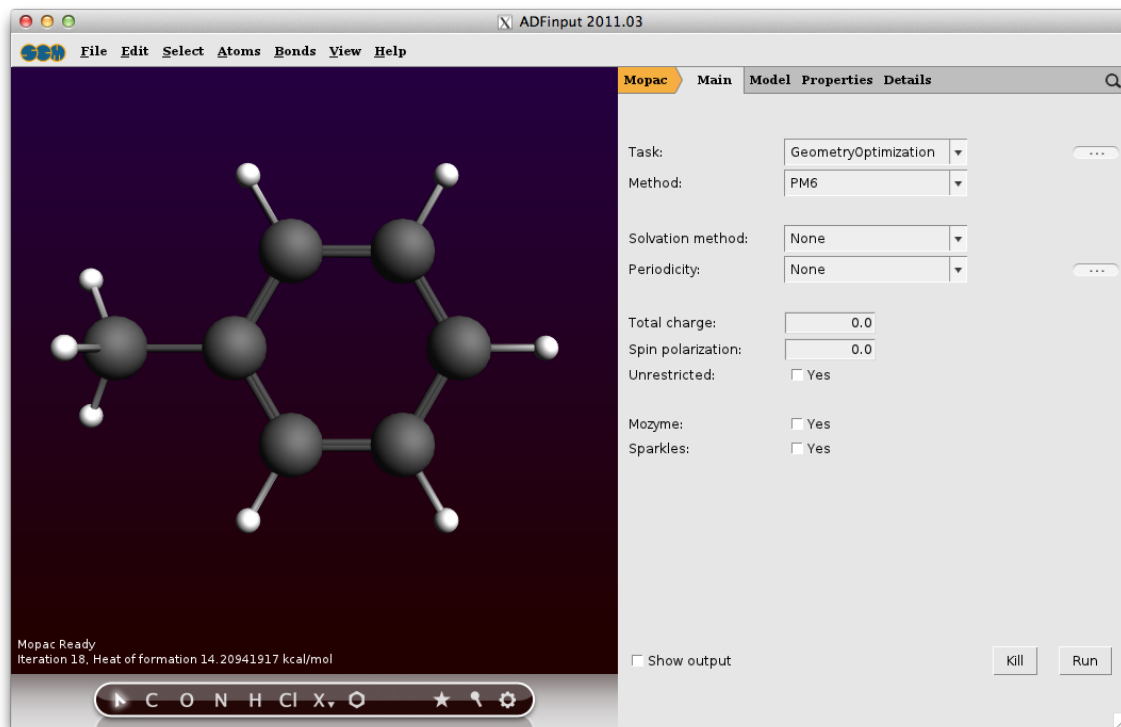 ADFinput 2011.03
SCM File Edit Select Atoms Bonds View Help
Mopac Main Model Properties Details
Task: GeometryOptimization ...
Method: PM6
Solvation method: None
Periodicity: None ...
Total charge: 0.0
Spin polarization: 0.0
Unrestricted: Yes
Mozyme: Yes
Sparkles: Yes
Mopac Ready
Iteration 18, Heat of formation 14.20941917 kcal/mol
Show output Kill Run
C O N H Cl X